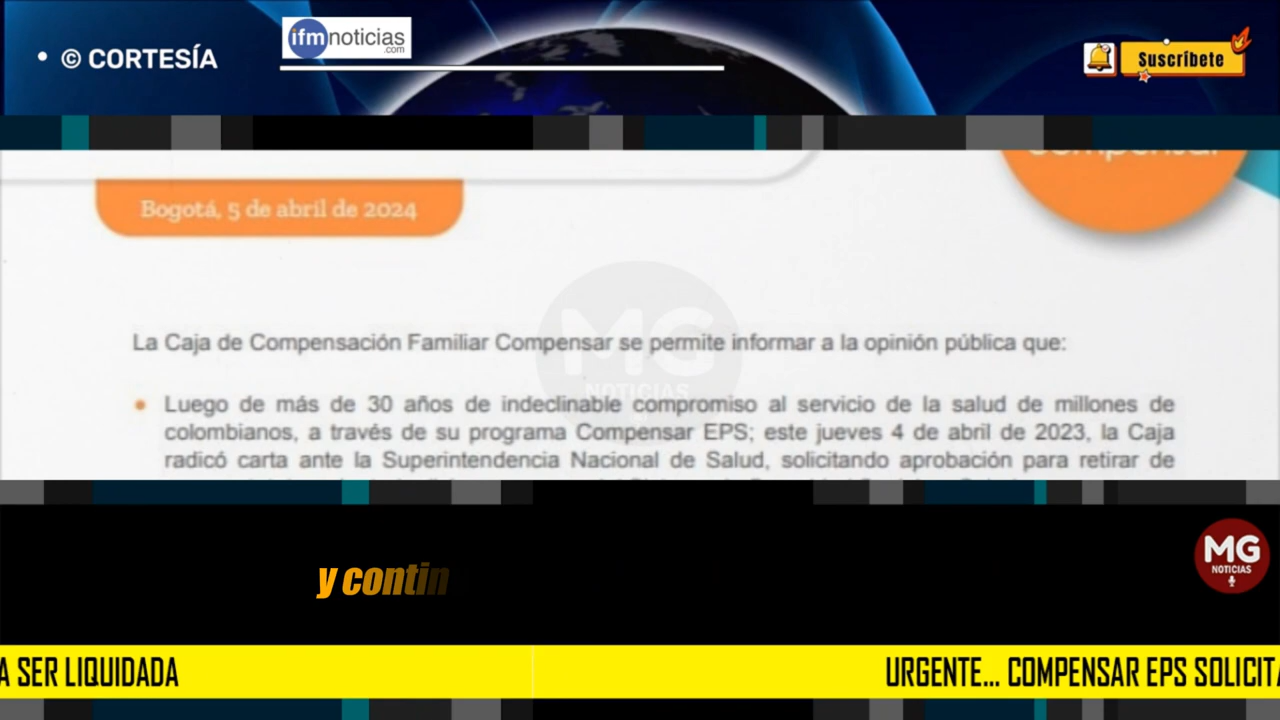 © CORTESÍA
ifmnoticias
.com
Suscríbete
Bogotá, 5 de abril de 2024
La Caja de Compensación Familiar Compensar se permite informar a la opinión pública que:
Luego de más de 30 años de indeclinable compromiso al servicio de la salud de millones de
colombianos, a través de su programa Compensar EPS; este jueves 4 de abril de 2023, la Caja
radicó carta ante la Superintendencia Nacional de Salud, solicitando aprobación para retirar de
MG
NOTICIAS
y contin
MG
NOTICIAS
A SER LIQUIDADA
URGENTE... COMPENSAR EPS SOLICITA